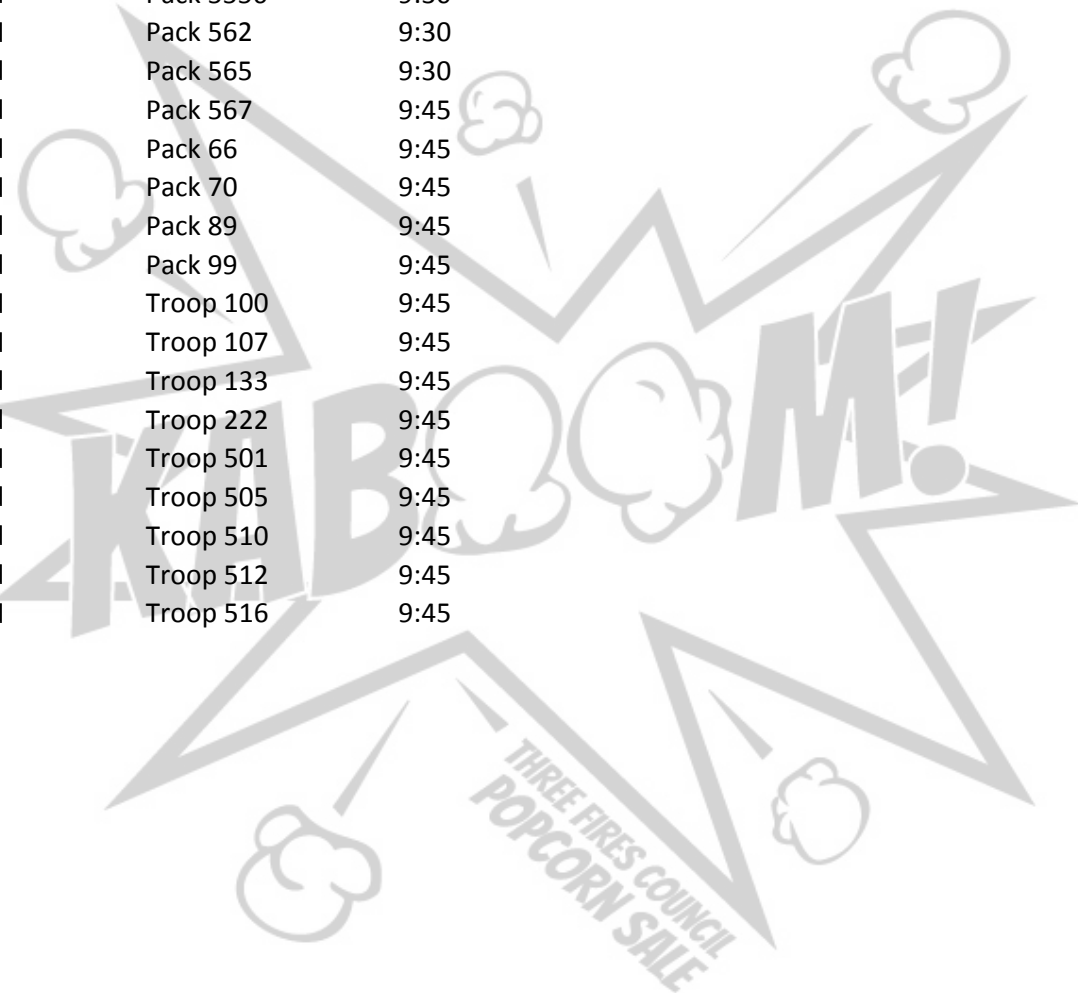 Pack 562 9:30
Pack 565 9:30
Pack 567 9:45
Pack 66 9:45
Pack 70 9:45
Pack 89 9:45
Pack 99 9:45
Troop 100 9:45
Troop 107 9:45
Troop 133 9:45
Troop 222 9:45
Troop 501 9:45
Troop 505 9:45
Troop 510 9:45
Troop 512 9:45
Troop 516 9:45
KABOOM!
THREE FIRES COUNCIL
POPCORN SALE